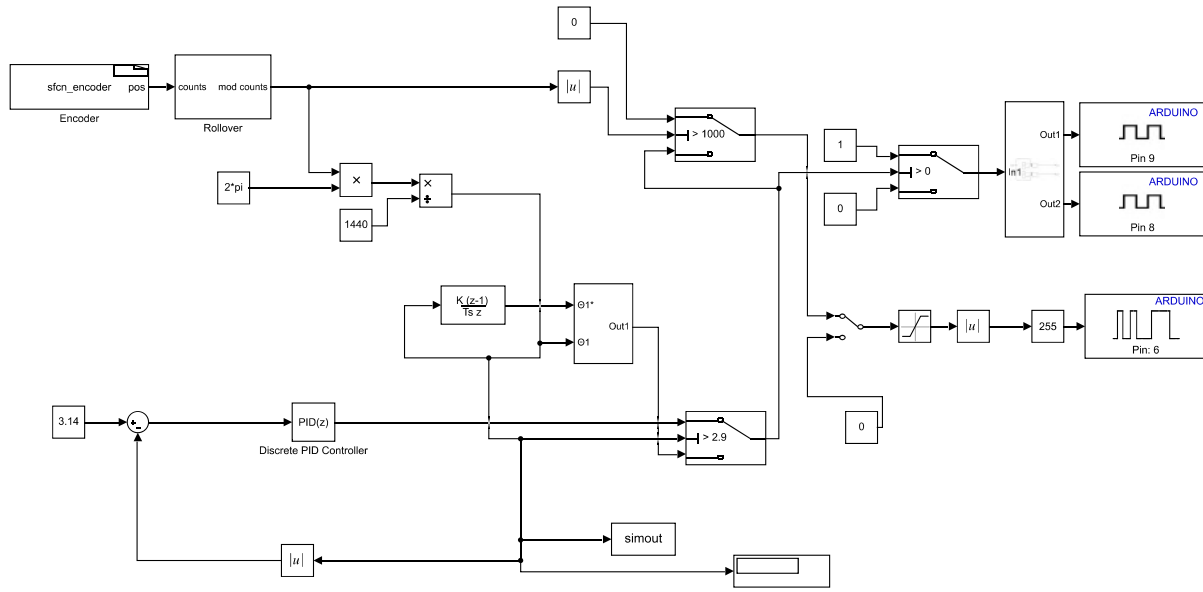 0
sfcn_encoder pos
Encoder
counts mod counts
Rollover
|u|
> 1000
1
> 0
0
In1
Out1
Out2
ARDUINO
Pin 9
ARDUINO
Pin 8
2*pi
×
×
÷
1440
K (z-1)
Ts z
Θ1*
Θ1
Out1
|u|
255
ARDUINO
Pin: 6
0
3.14
+
-
PID(z)
Discrete PID Controller
> 2.9
simout
|u|